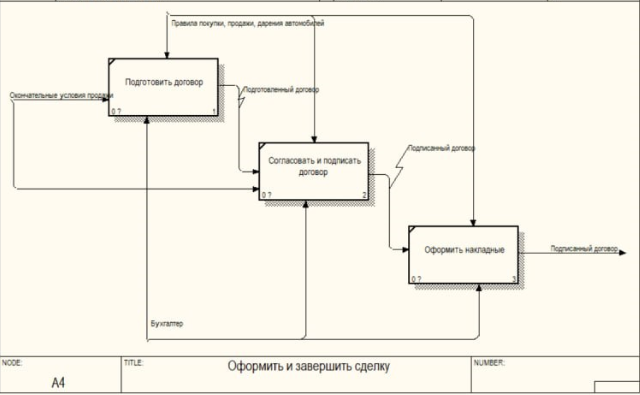 Правила покупки, продажи, дарения автомобилей
Подготовить договор
0 ?
1
Окончательные условия продажи
Подготовленный договор
Согласовать и подписать
договор
0 ?
2
Подписанный договор
Оформить накладные
0 ?
3
Подписанный договор
Бухгалтер
NODE:
A4
TITLE:
Оформить и завершить сделку
NUMBER: